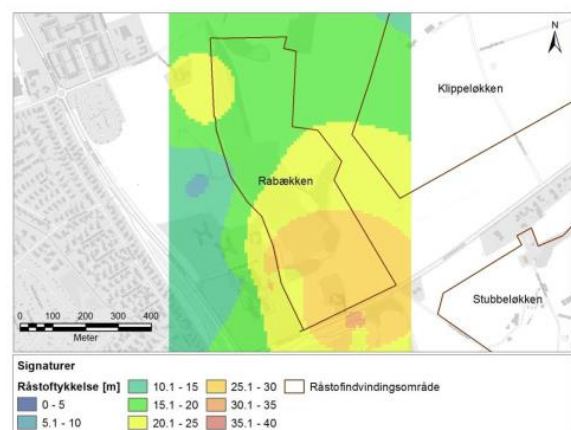 N
Klippeløkken
Rabækken
Stubbeløkken
0 50 100 200 300 400
Meter
Signaturer
Råstoftykkelse [m]
0 - 5
5.1 - 10
10.1 - 15
15.1 - 20
20.1 - 25
25.1 - 30
30.1 - 35
35.1 - 40
Råstofindvindingsområde